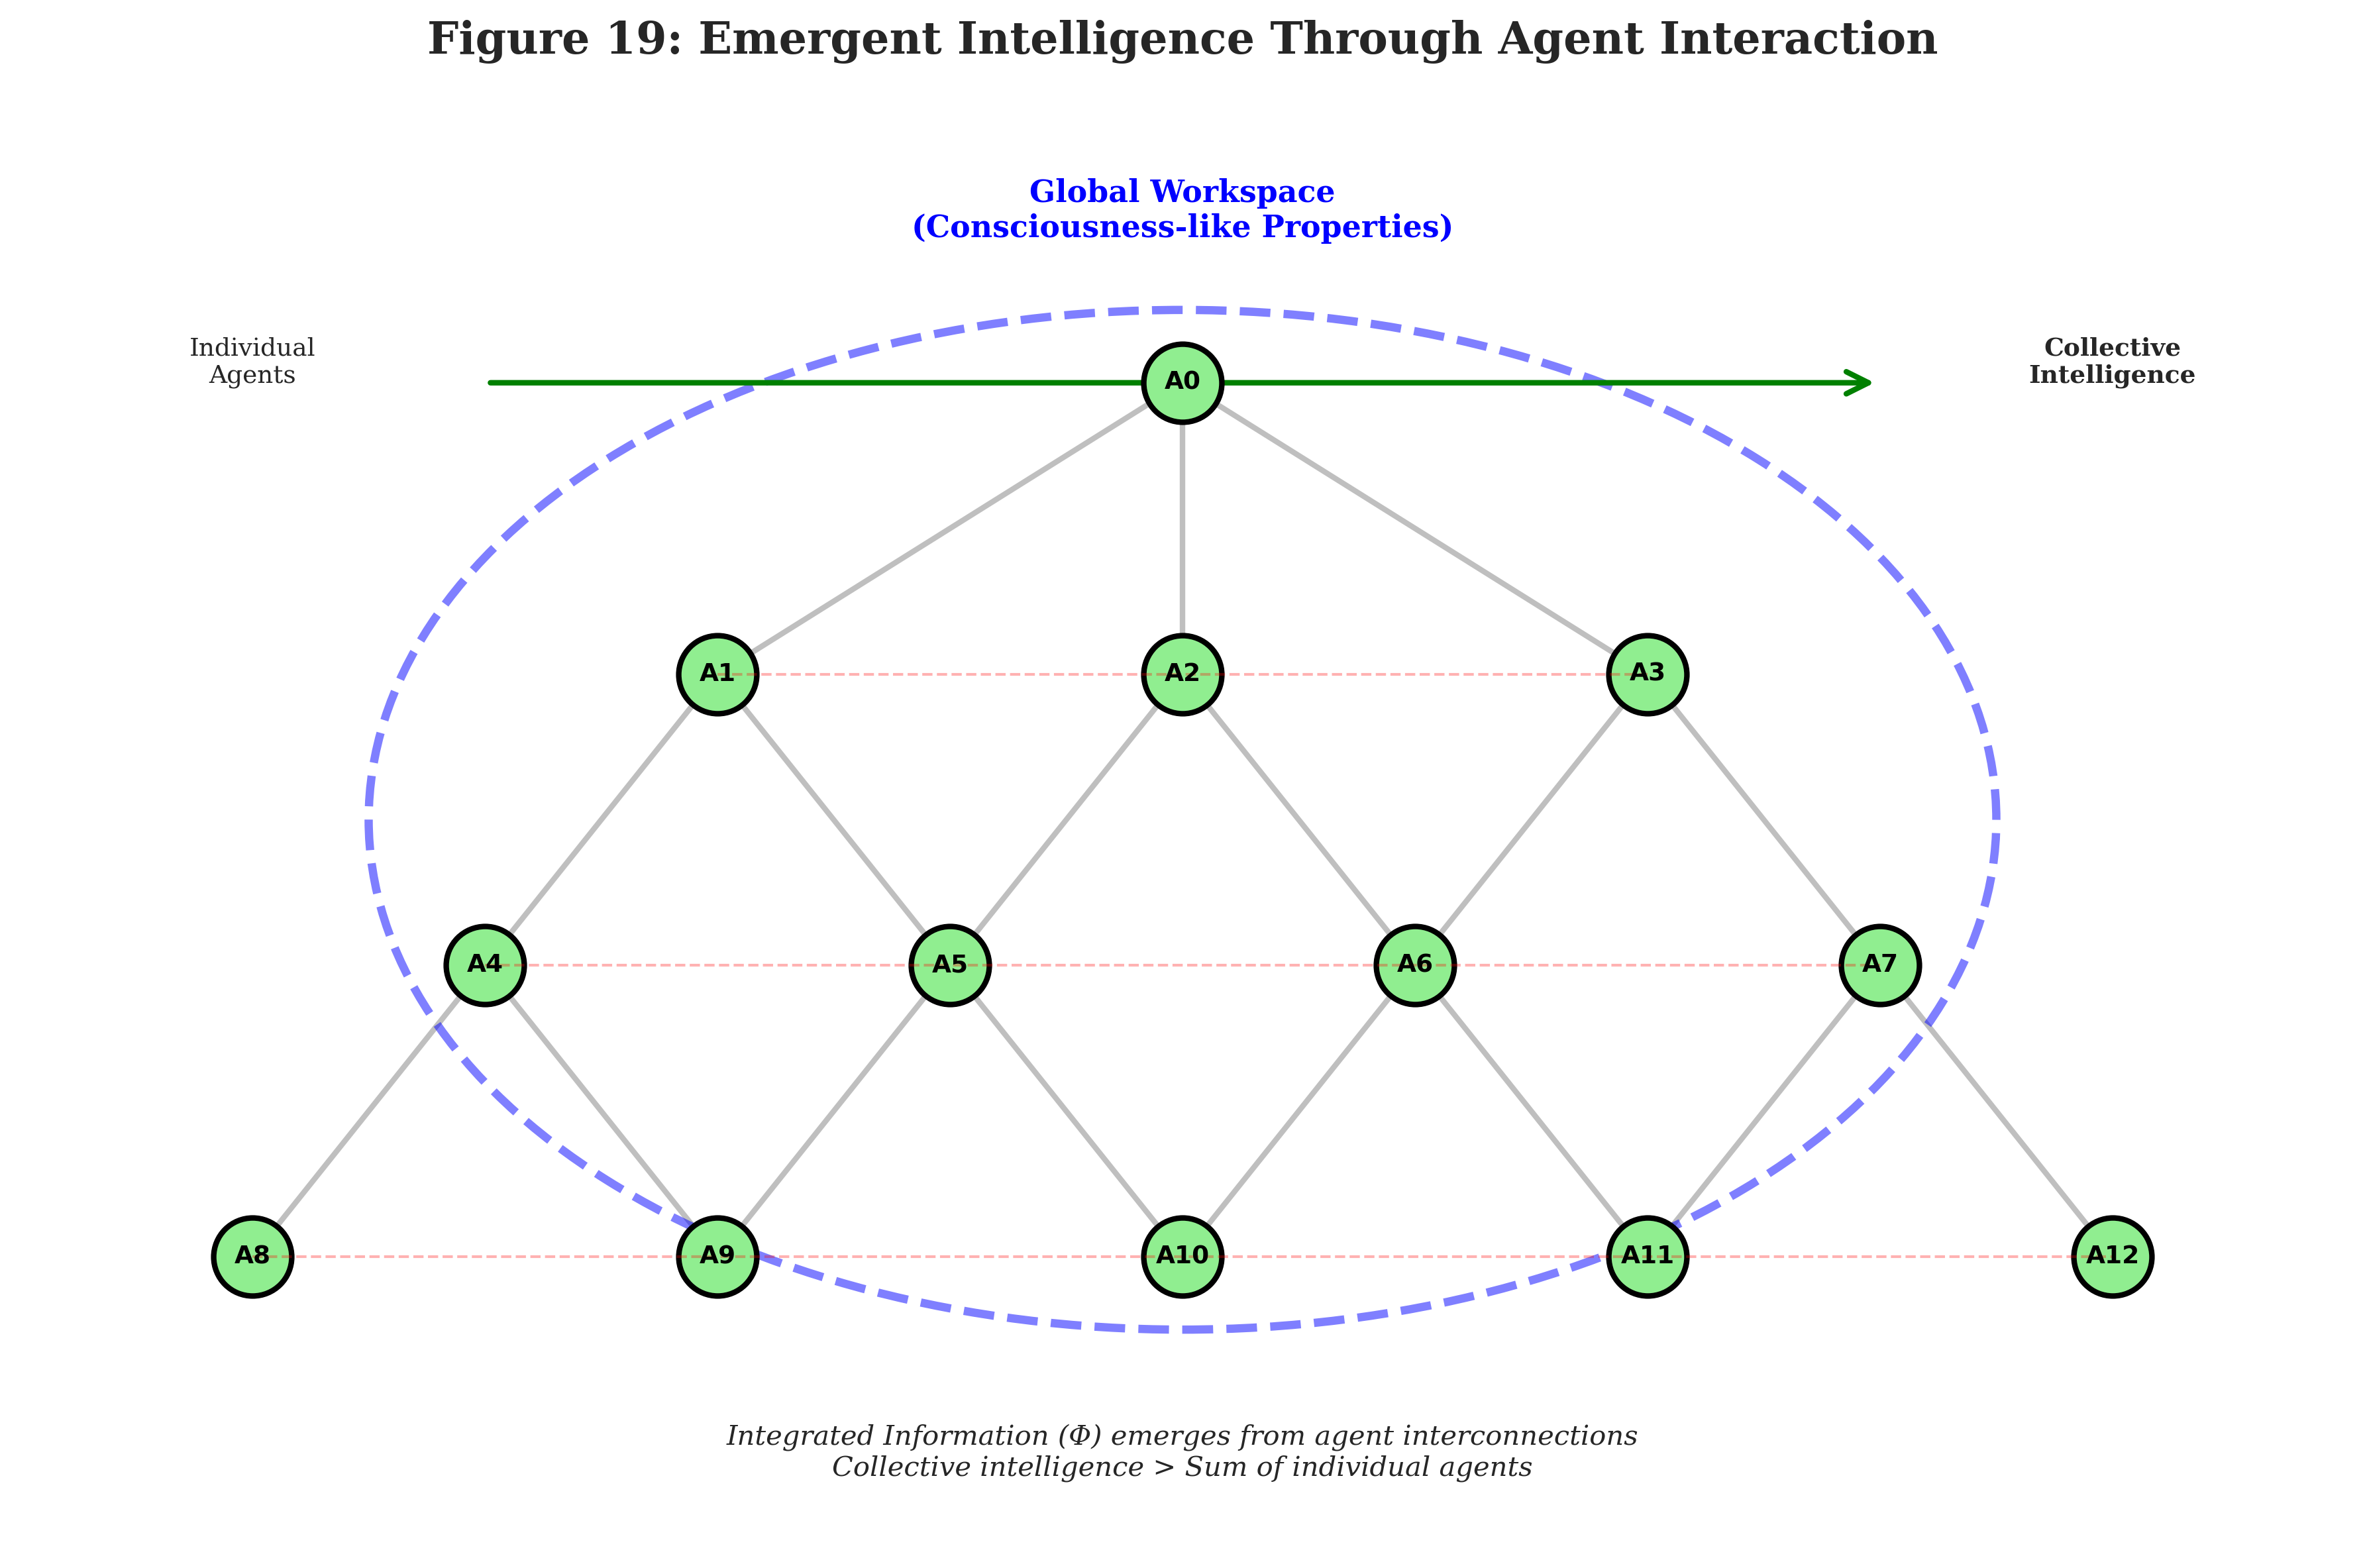 Figure 19: Emergent Intelligence Through Agent Interaction
Global Workspace
(Consciousness-like Properties)
Individual
Agents
Collective
Intelligence
A0
A1
A2
A3
A4
A5
A6
A7
A8
A9
A10
A11
A12
Integrated Information (Φ) emerges from agent interconnections
Collective intelligence > Sum of individual agents